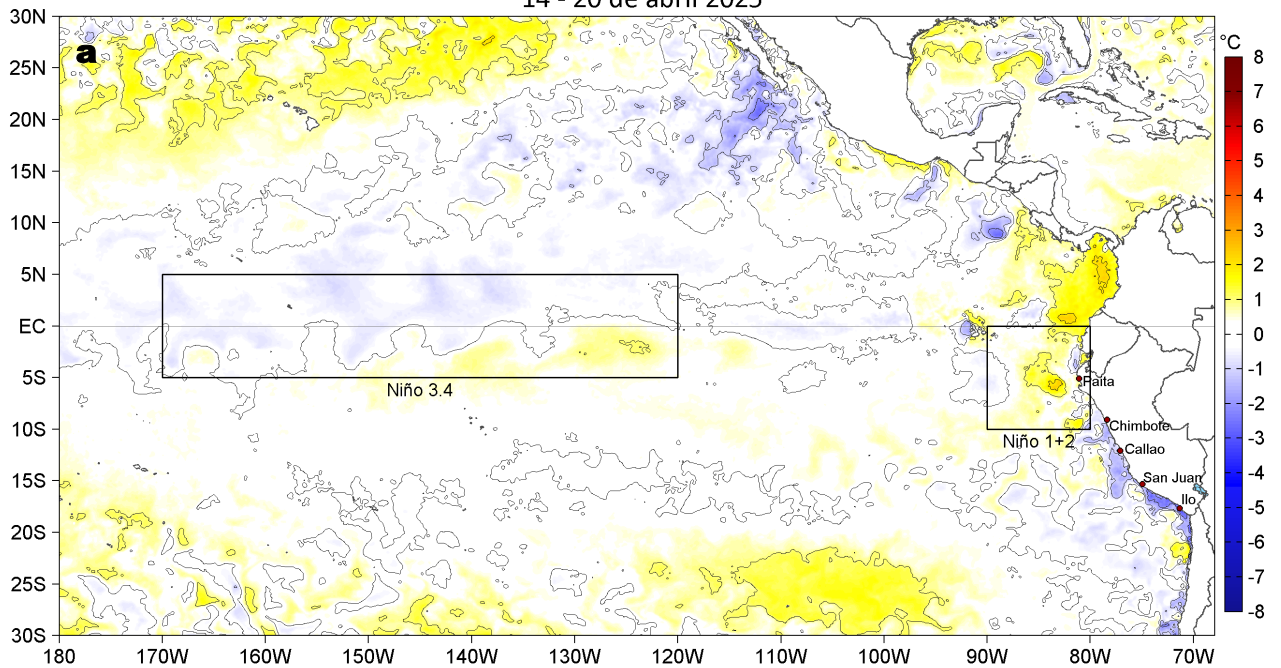 14 - 20 de abril 2025
30N
a
25N
20N
15N
10N
5N
EC
5S
10S
15S
20S
25S
30S
180
170W
160W
150W
140W
130W
120W
110W
100W
90W
80W
70W
Niño 3.4
Niño 1+2
Paita
Chimbote
Callao
San Juan
Ilo
°C
8
7
6
5
4
3
2
1
0
-1
-2
-3
-4
-5
-6
-7
-8